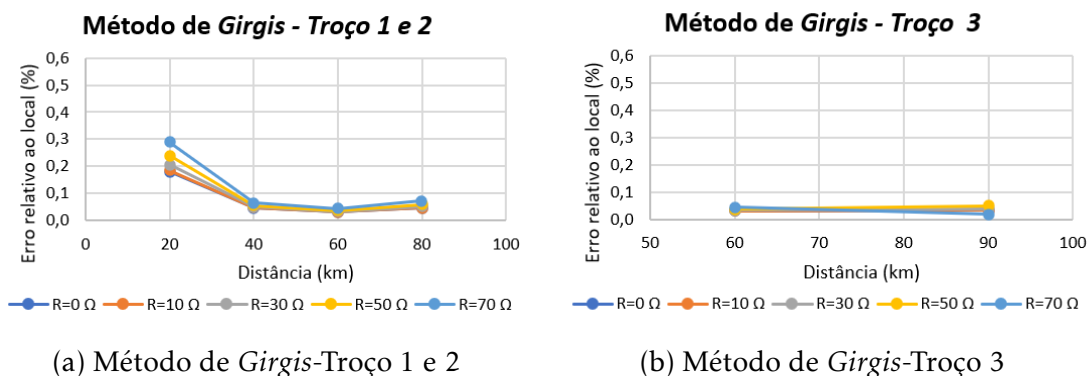 Método de Girgis - Troço 1 e 2
Erro relativo ao local (%)
0,6
0,5
0,4
0,3
0,2
0,1
0,0
0 20 40 60 80 100
Distância (km)
R=0 Ω R=10 Ω R=30 Ω R=50 Ω R=70 Ω
(a) Método de Girgis-Troço 1 e 2
Método de Girgis - Troço 3
Erro relativo ao local (%)
0,6
0,5
0,4
0,3
0,2
0,1
0,0
50 60 70 80 90 100
Distância (km)
R=0 Ω R=10 Ω R=30 Ω R=50 Ω R=70 Ω
(b) Método de Girgis-Troço 3